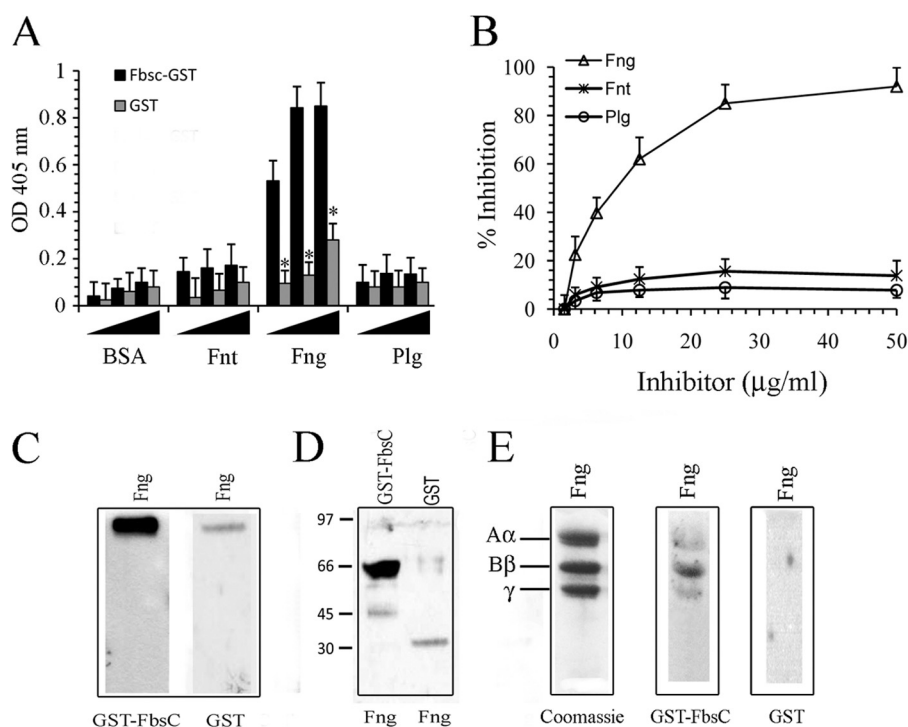 A
OD 405 nm
1
0.8
0.6
0.4
0.2
0
Fbsc-GST
GST
* * *
BSA Fnt Fng Plg
B
% Inhibition
100
80
60
40
20
0
Fng
Fnt
Plg
0 10 20 30 40 50
Inhibitor (μg/ml)
C
Fng Fng
GST-FbsC GST
D
GST-FbsC GST
97
66
45
30
Fng Fng
E
Fng Fng Fng
Aα
Bβ
γ
Coomassie GST-FbsC GST